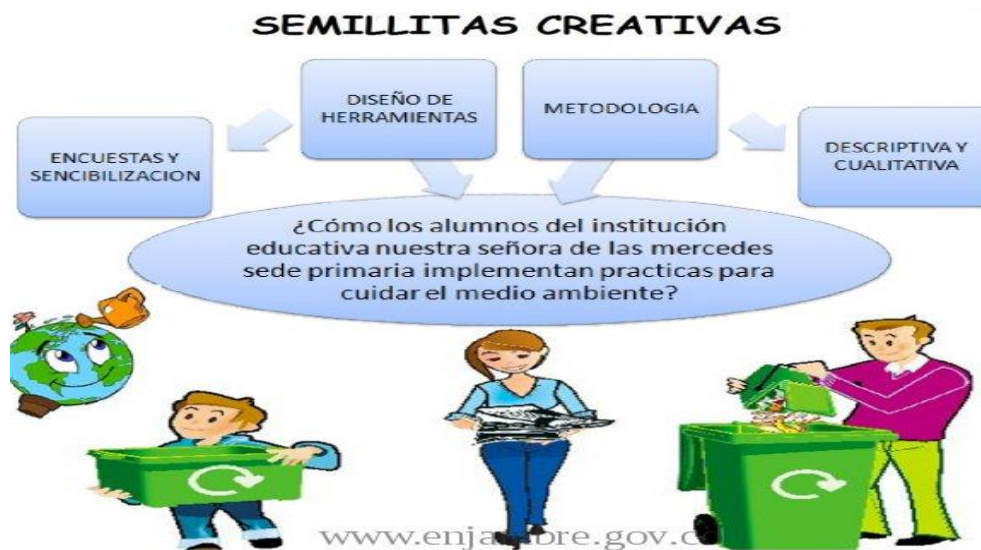 SEMILLITAS CREATIVAS
ENCUESTAS Y
SENCIBILIZACION
DISEÑO DE
HERRAMIENTAS
METODOLOGIA
DESCRIPTIVA Y
CUALITATIVA
¿Cómo los alumnos del institución
educativa nuestra señora de las mercedes
sede primaria implementan practicas para
cuidar el medio ambiente?